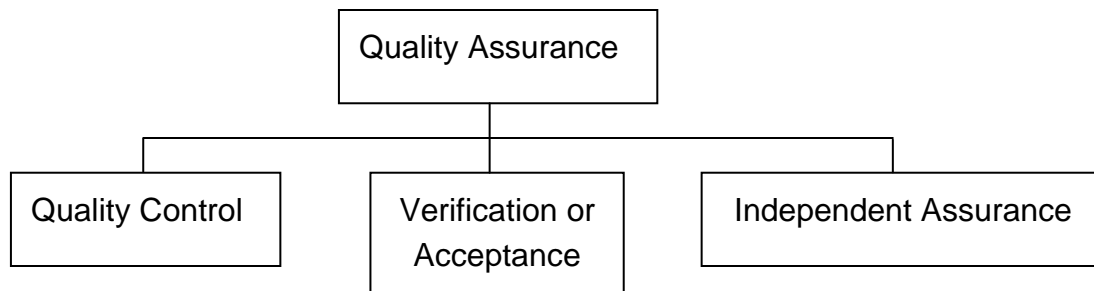 Quality Assurance
Quality Control
Verification or
Acceptance
Independent Assurance